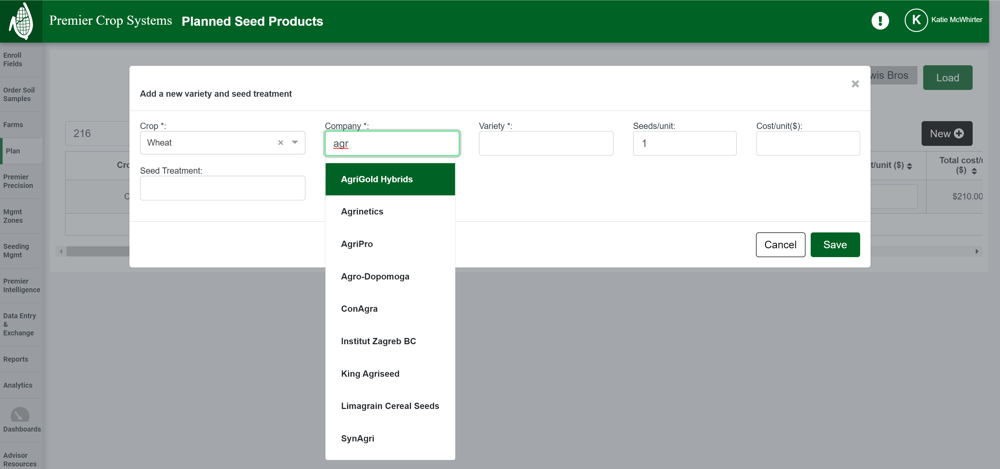 Premier Crop Systems Planned Seed Products
! K Katie McWhirter
Enroll
Fields
Order Soil
Samples
Farms
Plan
Premier
Precision
Mgmt
Zones
Seeding
Mgmt
Premier
Intelligence
Data Entry
&
Exchange
Reports
Analytics
Dashboards
Advisor
Resources
wis Bros Load
216
New
Cro
t/unit ($)
Total cost/
($)
C
$210.00
Add a new variety and seed treatment
×
Crop *: Company *: Variety *: Seeds/unit: Cost/unit($):
Wheat × agr 1
Seed Treatment:
AgriGold Hybrids
Agrinetics
AgriPro
Agro-Dopomoga
ConAgra
Institut Zagreb BC
King Agriseed
Limagrain Cereal Seeds
SynAgri
Cancel Save